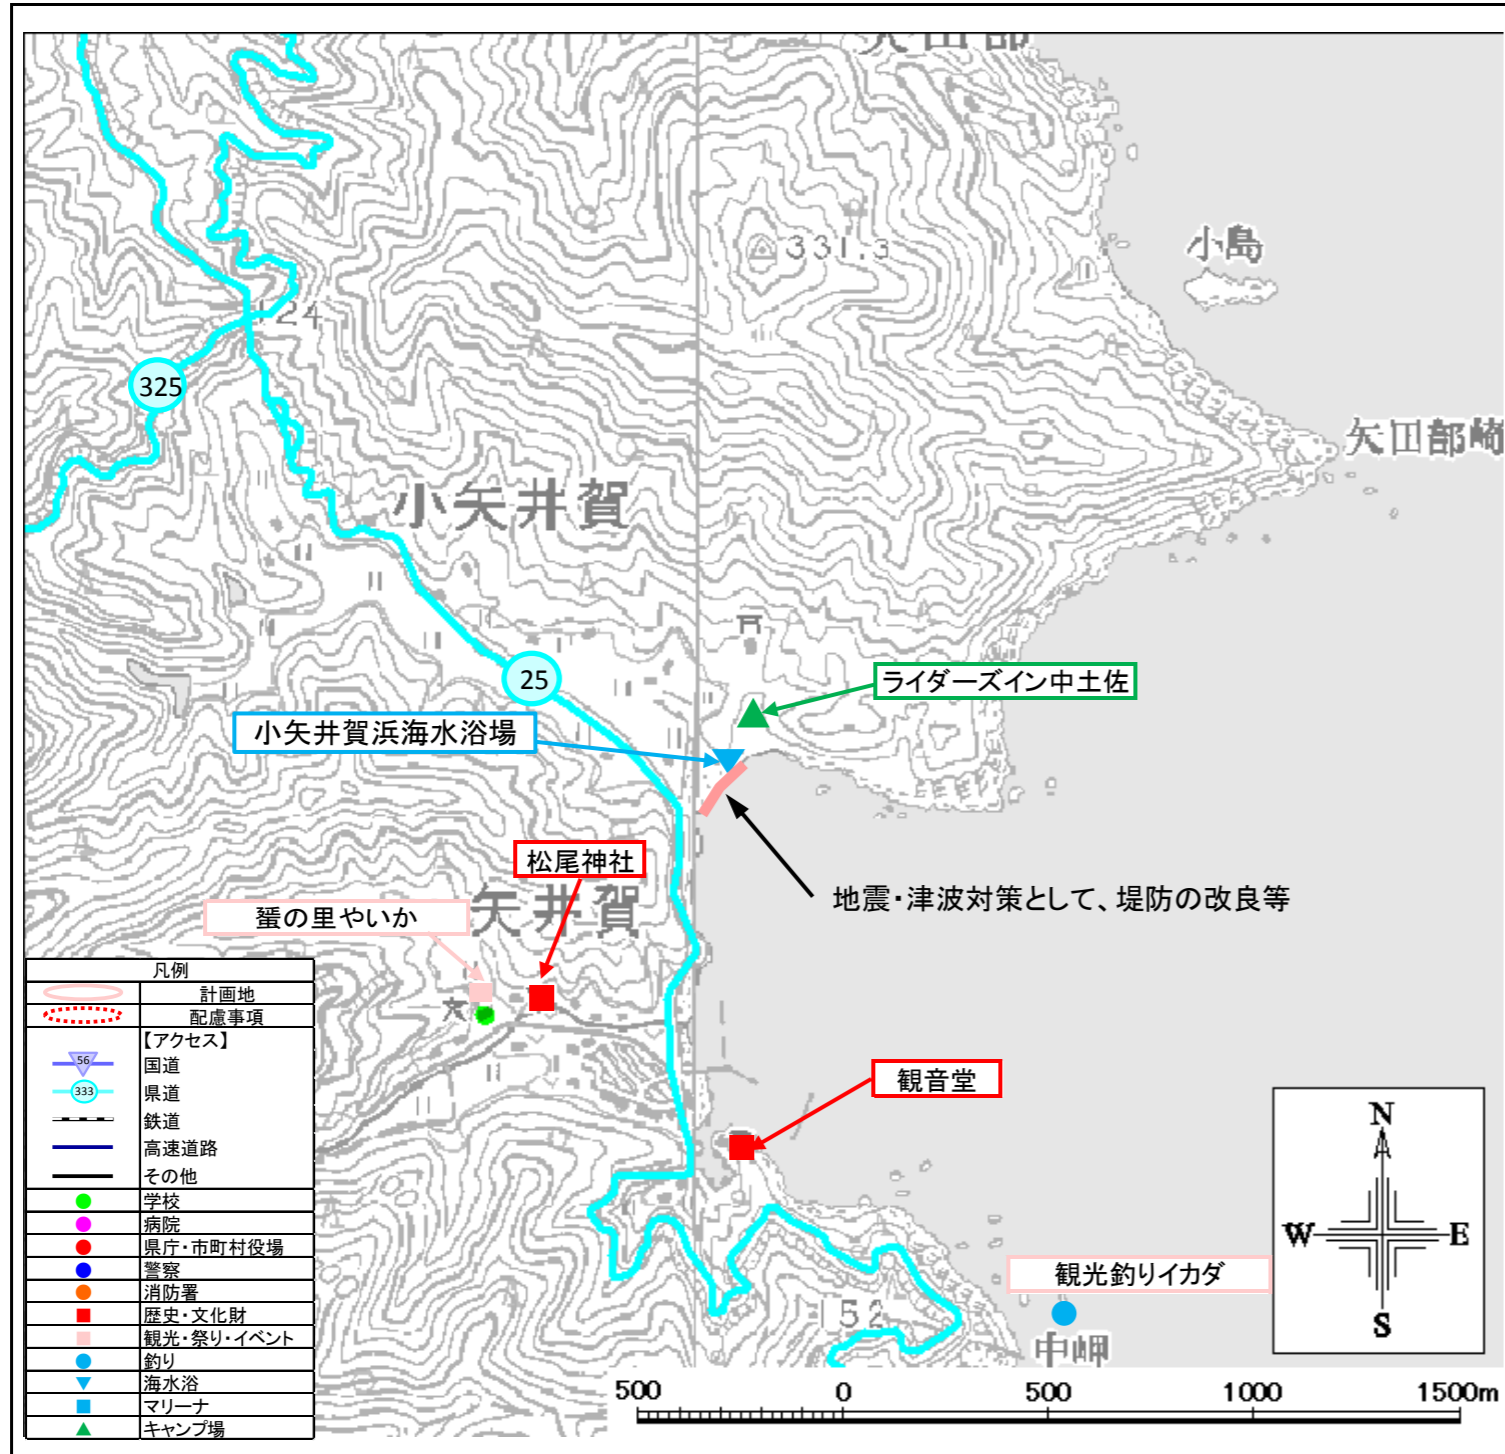 矢田部
331.3
小島
124
325
矢田部崎
小矢井賀
25
ライダーズイン中土佐
小矢井賀浜海水浴場
松尾神社
地震・津波対策として、堤防の改良等
矢井賀
蜑の里やいか
文
観音堂
観光釣りイカダ
152
中岬
凡例
計画地
配慮事項
【アクセス】
56
国道
333
県道
鉄道
高速道路
その他
学校
病院
県庁・市町村役場
警察
消防署
歴史・文化財
観光・祭り・イベント
釣り
海水浴
マリーナ
キャンプ場
N
W E
S
500 0 500 1000 1500m